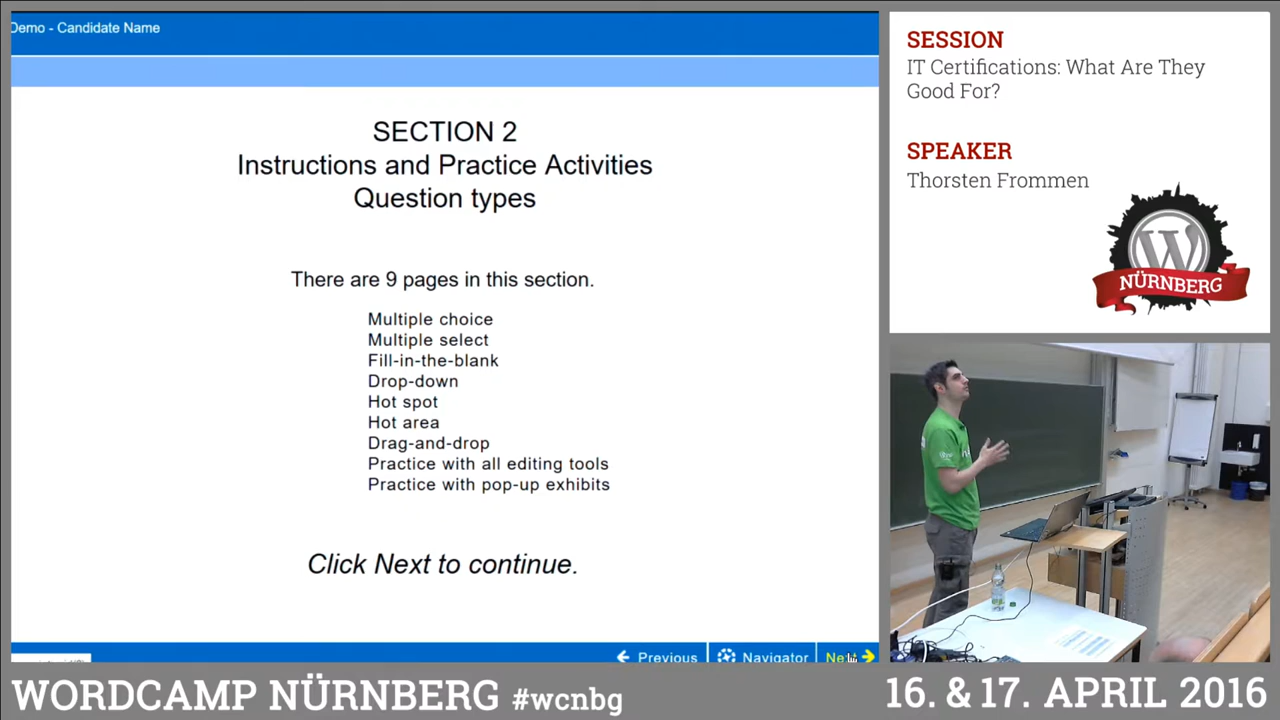 Demo - Candidate Name
SECTION 2
Instructions and Practice Activities
Question types
There are 9 pages in this section.
Multiple choice
Multiple select
Fill-in-the-blank
Drop-down
Hot spot
Hot area
Drag-and-drop
Practice with all editing tools
Practice with pop-up exhibits
Click Next to continue.
Previous
Navigator
Next
SESSION
IT Certifications: What Are They
Good For?
SPEAKER
Thorsten Frommen
NÜRNBERG
WORDCAMP NÜRNBERG #wcnbg
16. & 17. APRIL 2016